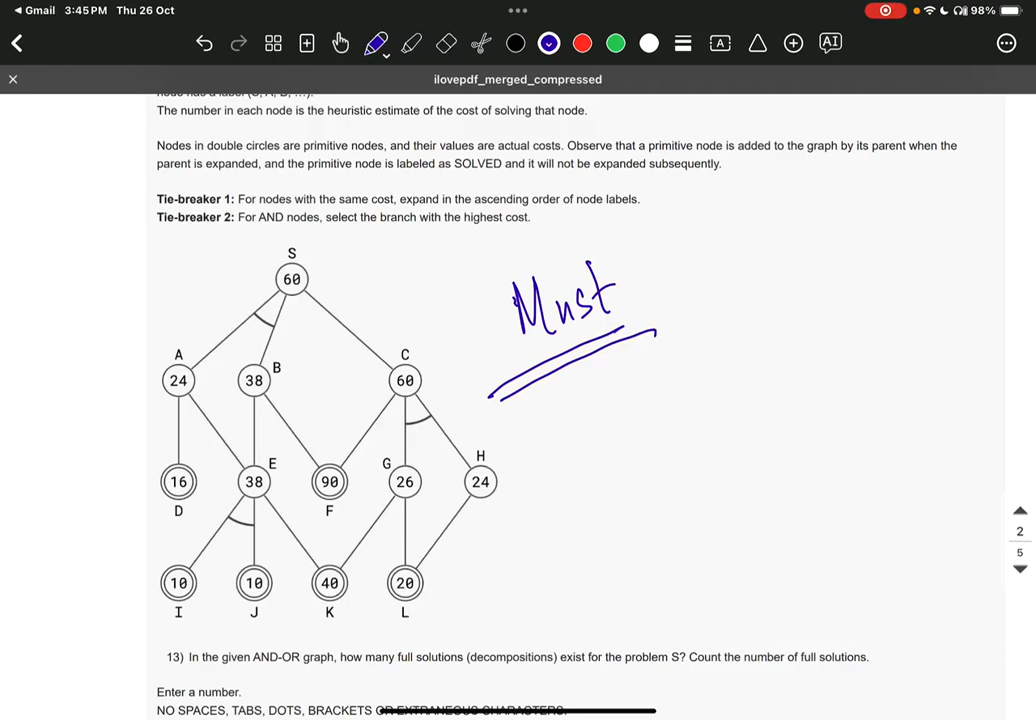 Gmail 3:45 PM Thu 26 Oct
98%
A
AI
ilovepdf_merged_compressed
The number in each node is the heuristic estimate of the cost of solving that node.
Nodes in double circles are primitive nodes, and their values are actual costs. Observe that a primitive node is added to the graph by its parent when the
parent is expanded, and the primitive node is labeled as SOLVED and it will not be expanded subsequently.
Tie-breaker 1: For nodes with the same cost, expand in the ascending order of node labels.
Tie-breaker 2: For AND nodes, select the branch with the highest cost.
S
60
Must
A
B
C
24
38
60
E
G
H
16
38
90
26
24
D
F
10
10
40
20
I
J
K
L
2
5
13) In the given AND-OR graph, how many full solutions (decompositions) exist for the problem S? Count the number of full solutions.
Enter a number.
NO SPACES, TABS, DOTS, BRACKETS OR EXTRANEOUS CHARACTERS.